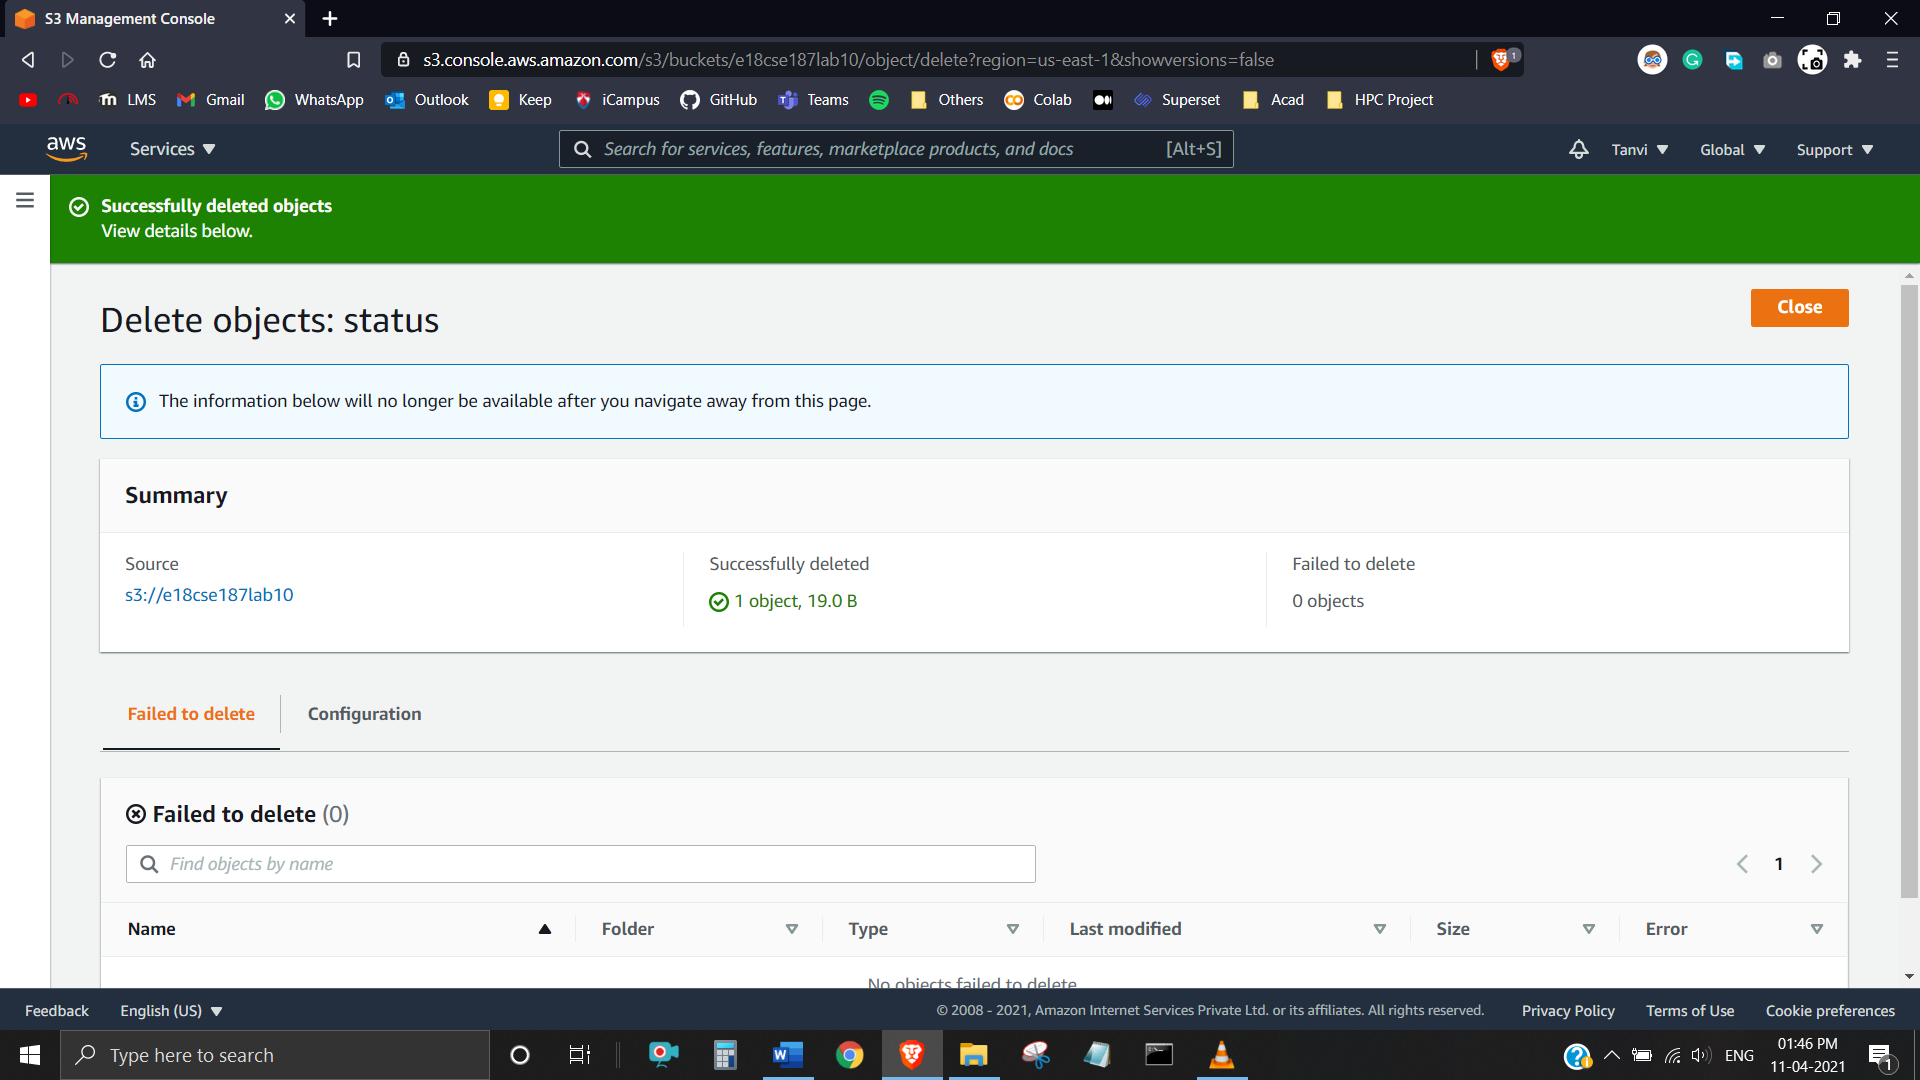 S3 Management Console
s3.console.aws.amazon.com/s3/buckets/e18cse187lab10/object/delete?region=us-east-1&showversions=false
1
LMS Gmail WhatsApp Outlook Keep iCampus GitHub Teams Others Colab Superset Acad HPC Project
aws Services Search for services, features, marketplace products, and docs [Alt+S] Tanvi Global Support
Successfully deleted objects
View details below.
Delete objects: status
Close
The information below will no longer be available after you navigate away from this page.
Summary
Source Successfully deleted Failed to delete
s3://e18cse187lab10 1 object, 19.0 B 0 objects
Failed to delete Configuration
Failed to delete (0)
Find objects by name
1
Name Folder Type Last modified Size Error
No objects failed to delete
Feedback English (US) © 2008 - 2021, Amazon Internet Services Private Ltd. or its affiliates. All rights reserved. Privacy Policy Terms of Use Cookie preferences
Type here to search
ENG
01:46 PM
11-04-2021
1